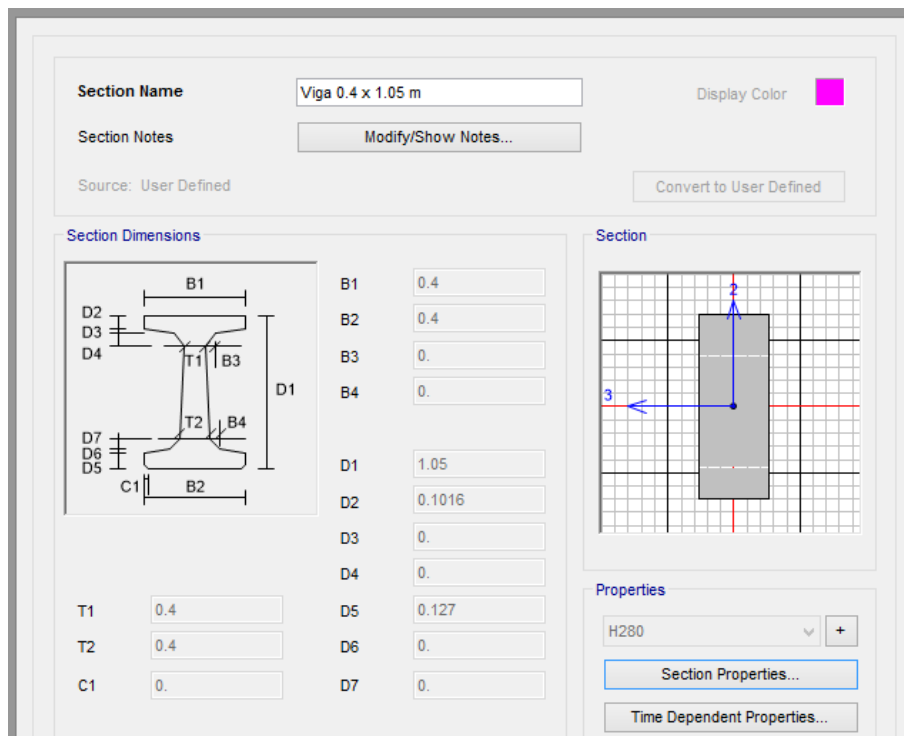 Section Name
Viga 0.4 x 1.05 m
Display Color
Section Notes
Modify/Show Notes...
Source: User Defined
Convert to User Defined
Section Dimensions
B1
D2
D3
D4
T1
B3
D1
T2
B4
D7
D6
D5
C1
B2
B1 0.4
B2 0.4
B3 0.
B4 0.
D1 1.05
D2 0.1016
D3 0.
D4 0.
T1 0.4
D5 0.127
T2 0.4
D6 0.
C1 0.
D7 0.
Section
2
3
Properties
H280
+
Section Properties...
Time Dependent Properties...